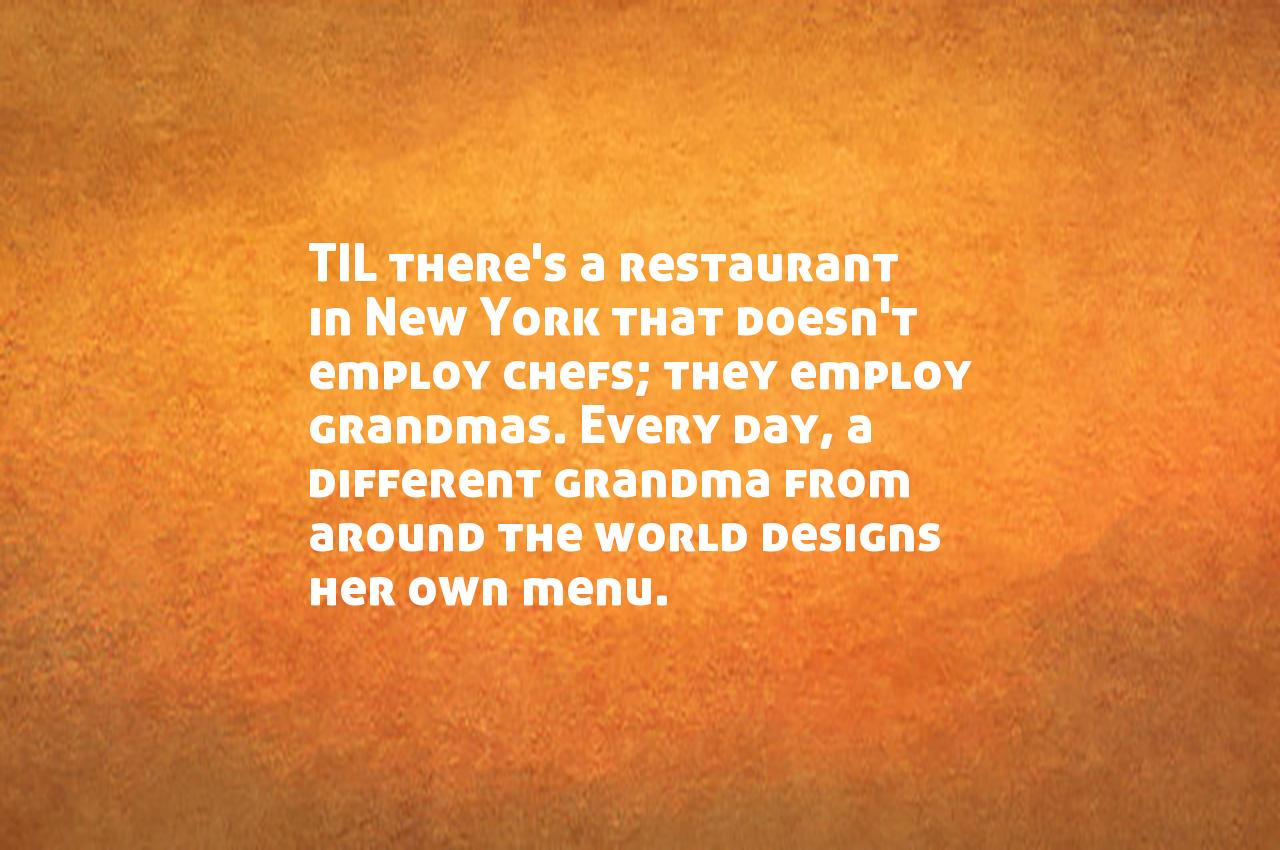 TIL there's a restaurant
in New York that doesn't
employ chefs; they employ
grandmas. Every day, a
different grandma from
around the world designs
her own menu.